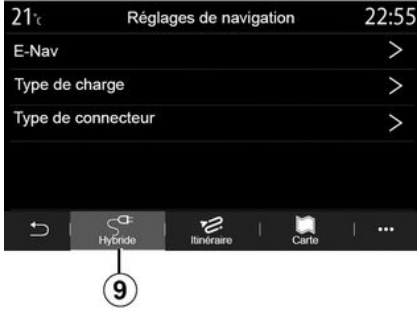 21°c Réglages de navigation 22:55
E-Nav >
Type de charge >
Type de connecteur >
Hybride Itinéraire Carte •••
9